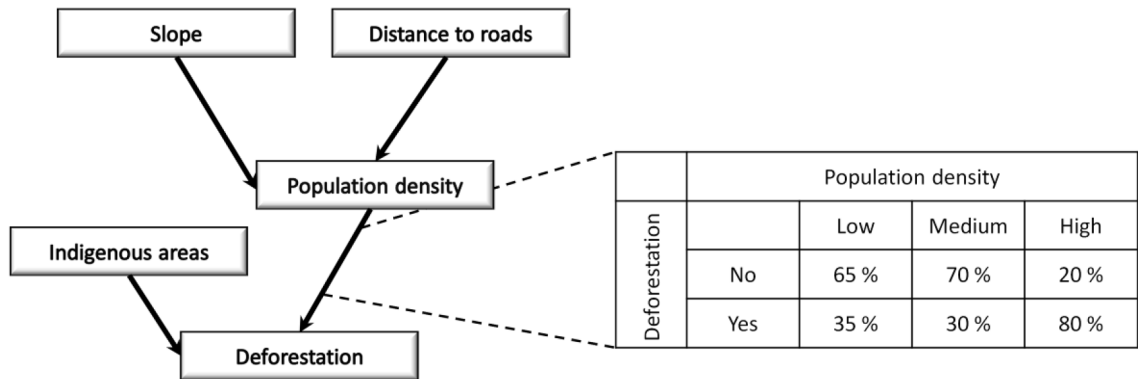 Slope
Distance to roads
Population density
Indigenous areas
Deforestation
Population density
Deforestation
Low Medium High
No 65 % 70 % 20 %
Yes 35 % 30 % 80 %